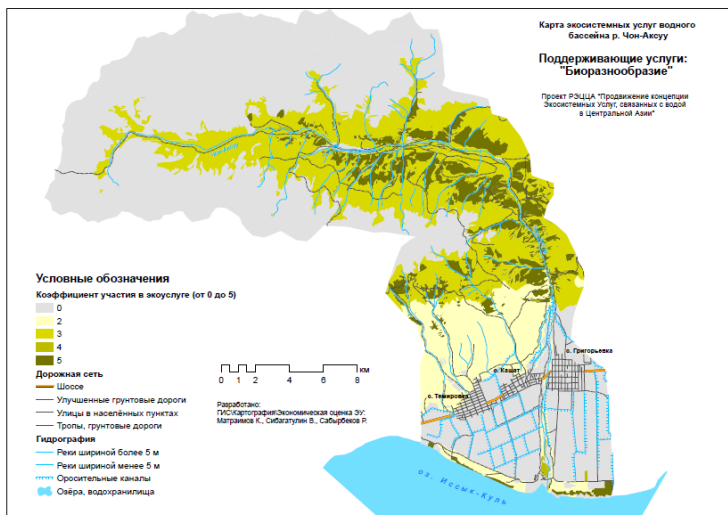 Карта экосистемных услуг водного
бассейна р. Чон-Аксуу
Поддерживающие услуги:
"Биоразнообразие"
Проект РЭЦЦА "Продвижение концепции
Экосистемных Услуг, связанных с водой
в Центральной Азии"
Условные обозначения
Коэффициент участия в экоуслуге (от 0 до 5)
0
2
3
4
5
Дорожная сеть
Шоссе
Улучшенные грунтовые дороги
Улицы в населённых пунктах
Тропы, грунтовые дороги
Гидрография
Реки шириной более 5 м
Реки шириной менее 5 м
Оросительные каналы
Озёра, водохранилища
0 1 2 4 6 8
км
Разработано:
ГИС\Картография\Экономическая оценка ЭУ:
Матраимов К., Сибагатулин В., Сабырбеков Р.
с. Григорьевка
с. Кашат
с. Темировка
оз. Иссык-Куль